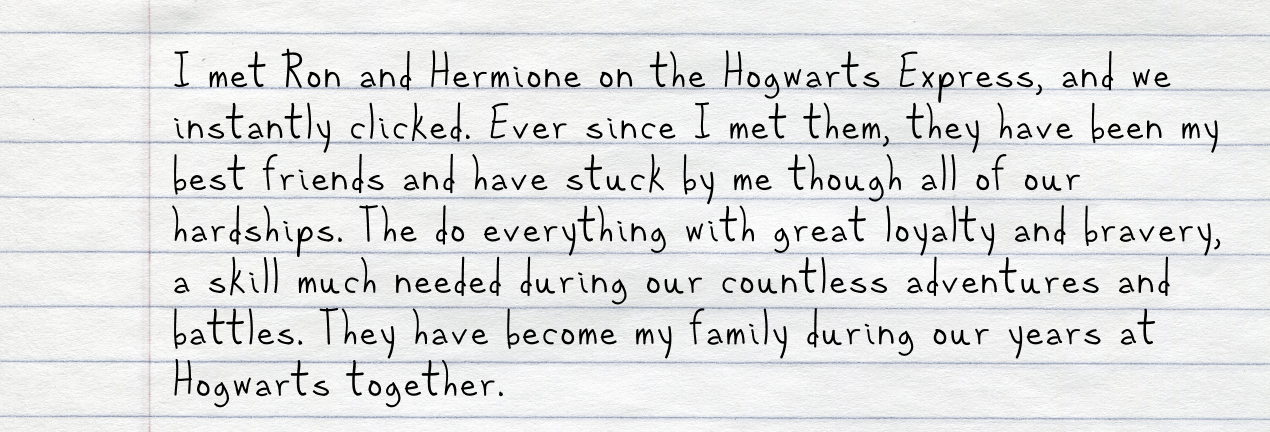 I met Ron and Hermione on the Hogwarts Express, and we
instantly clicked. Ever since I met them, they have been my
best friends and have stuck by me though all of our
hardships. The do everything with great loyalty and bravery,
a skill much needed during our countless adventures and
battles. They have become my family during our years at
Hogwarts together.